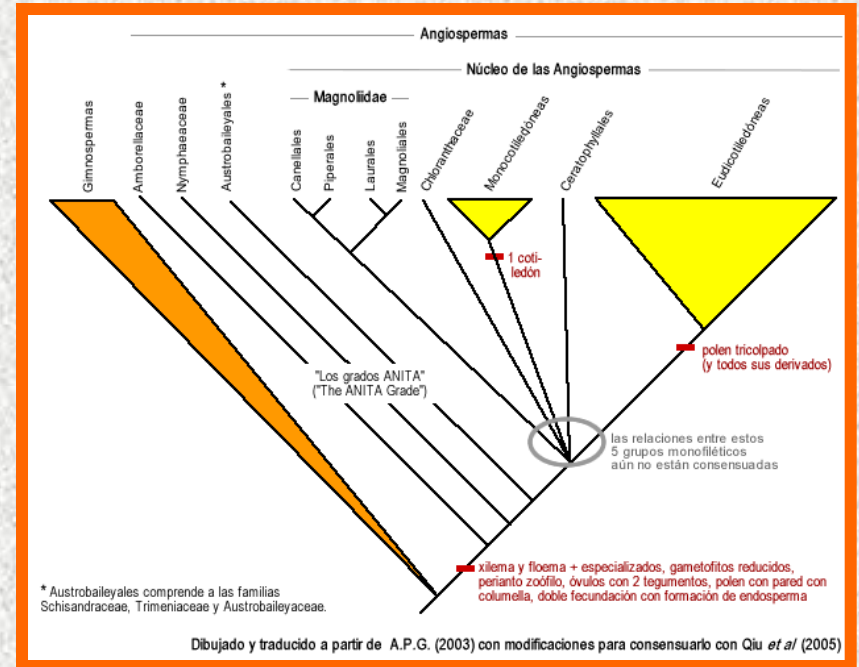 Angiospermas
Núcleo de las Angiospermas
Magnoliidae
Gimnospermas
Amborellaceae
Nymphaeaceae
Austrobaileyales *
Canellales
Piperales
Laurales
Magnoliales
Chloranthaceae
Monocotiledóneas
Ceratophyllales
Eudicotiledóneas
1 coti-
ledón
polen tricolpado
(y todos sus derivados)
"Los grados ANITA"
("The ANITA Grade")
las relaciones entre estos
5 grupos monofiléticos
aún no están consensuadas
xilema y floema + especializados, gametofitos reducidos,
perianto zoófilo, óvulos con 2 tegumentos, polen con pared con
columella, doble fecundación con formación de endosperma
* Austrobaileyales comprende a las familias
Schisandraceae, Trimeniaceae y Austrobaileyaceae.
Dibujado y traducido a partir de A.P.G. (2003) con modificaciones para consensuarlo con Qiu et al (2005)